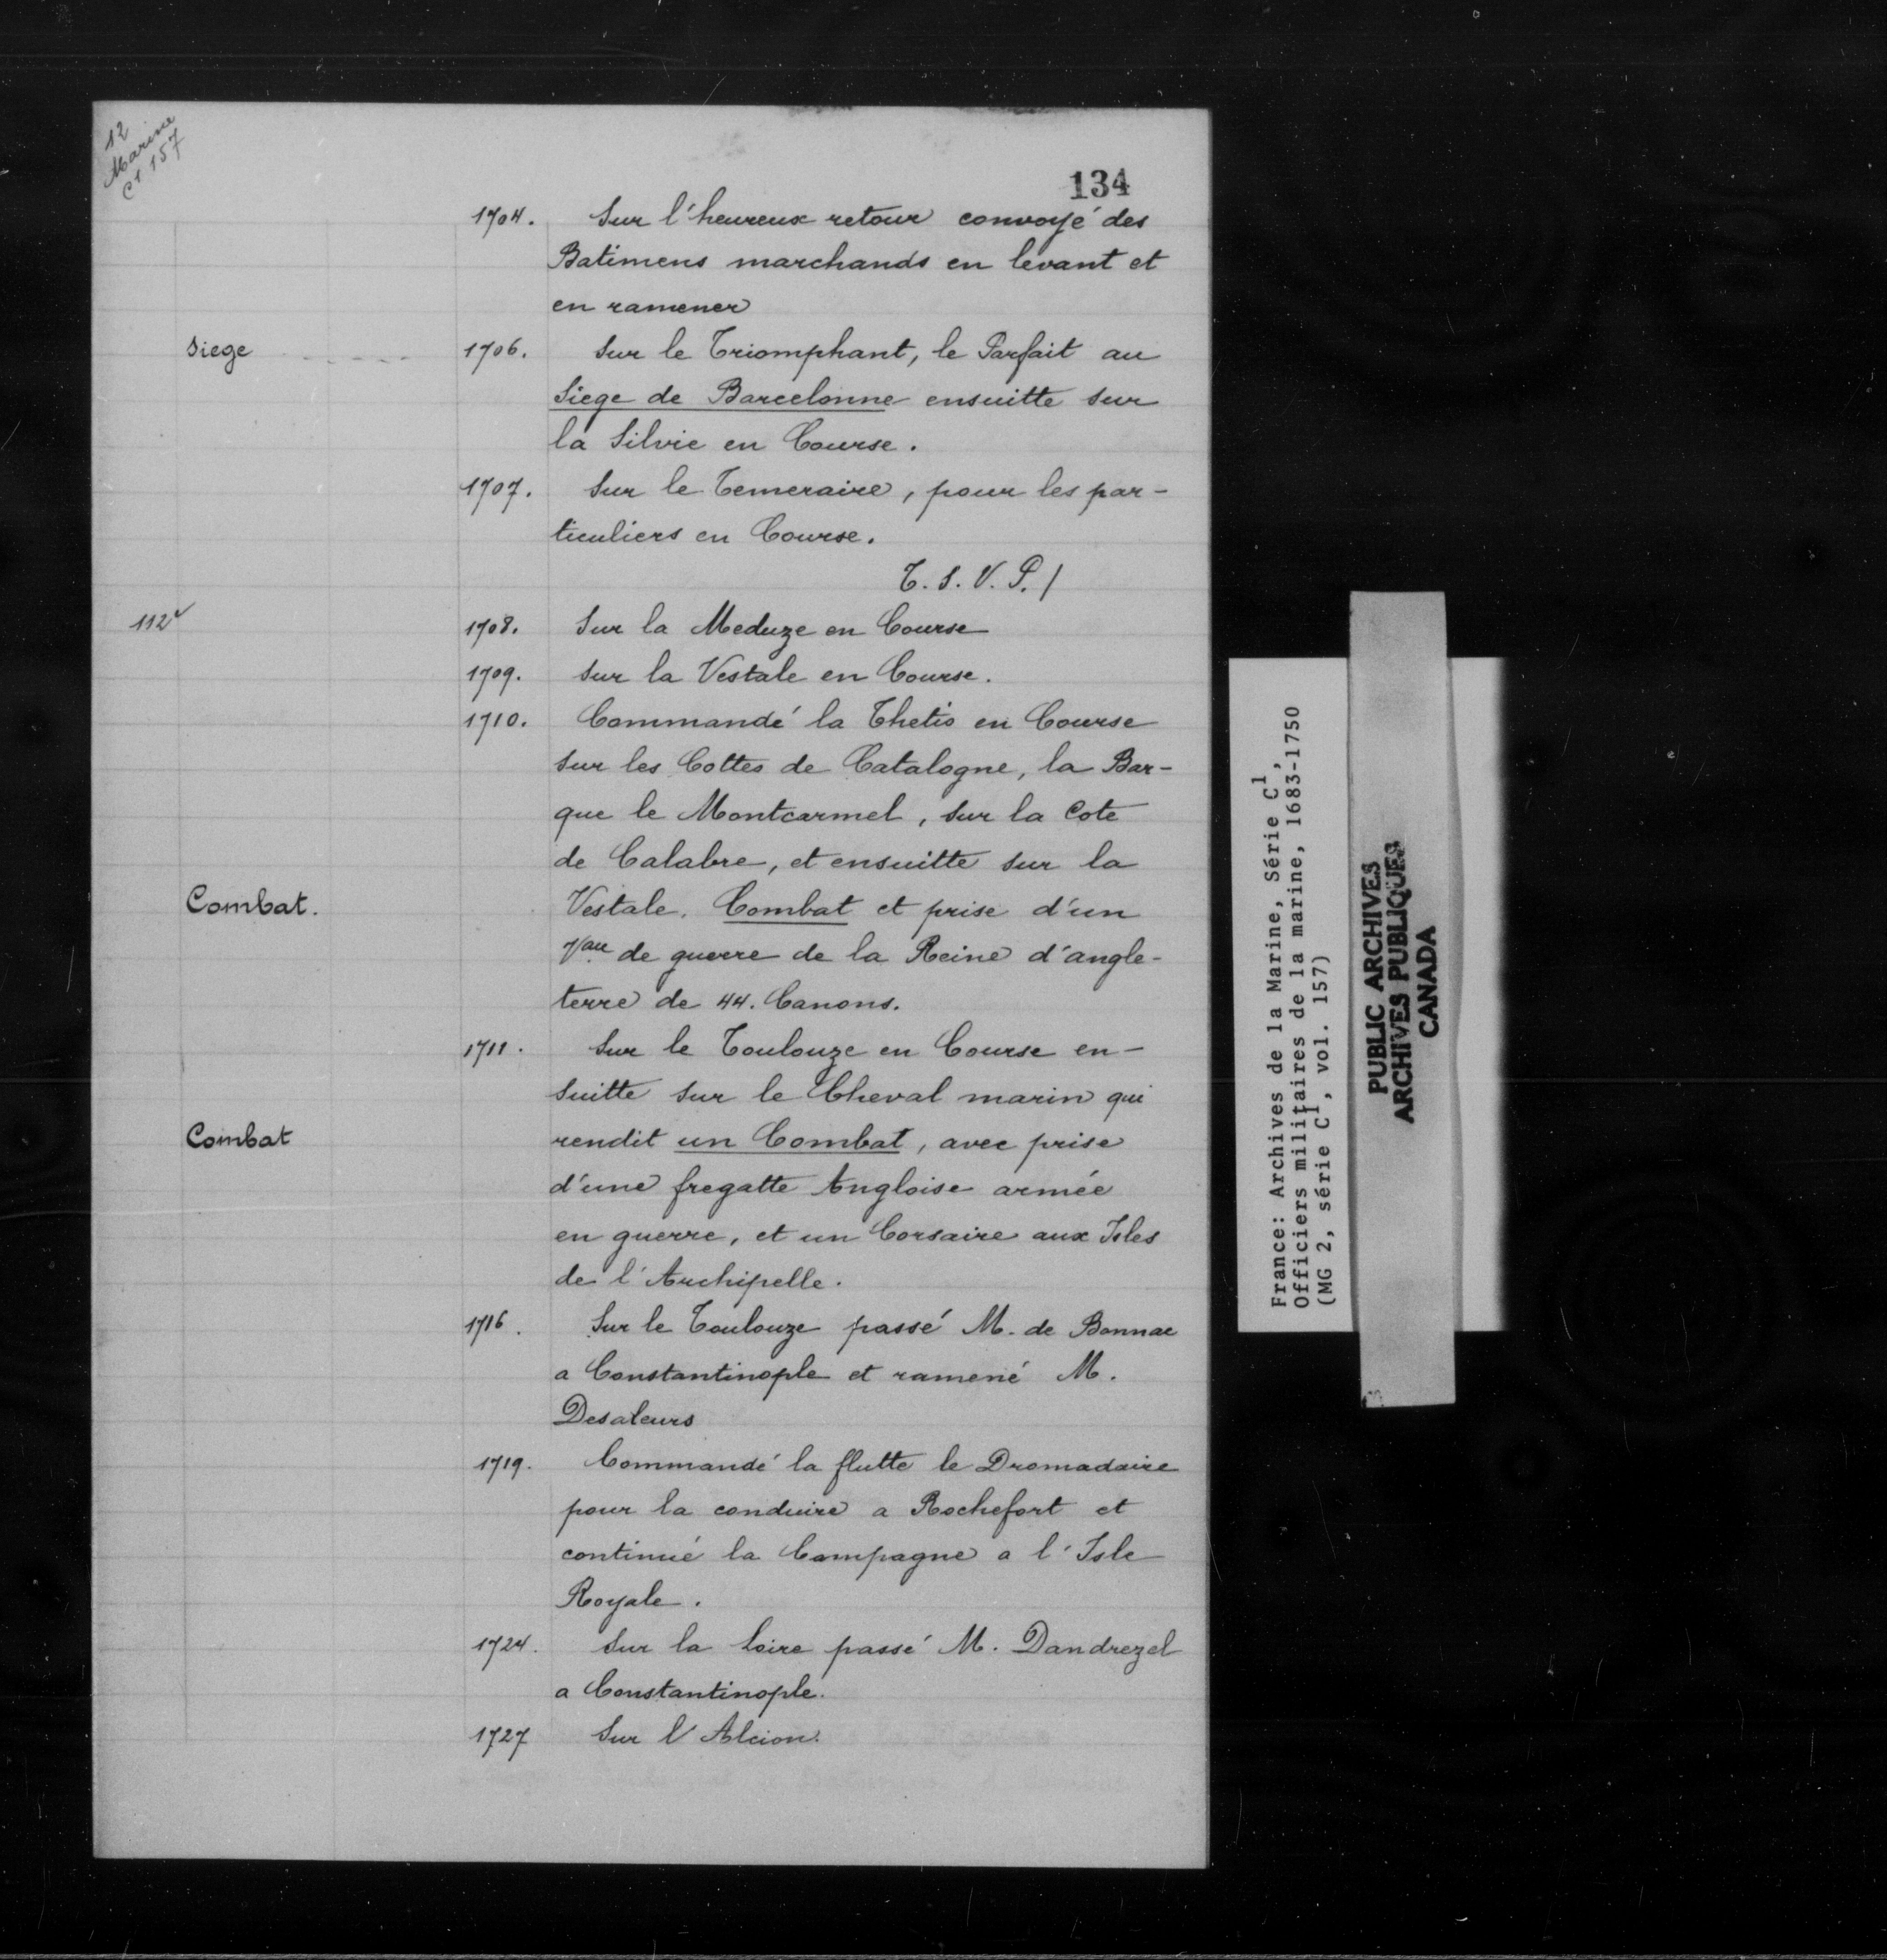 12
Marine
C1 157
134
1704. Sur l'heureux retour convoyé des
Batimens marchands en levant et
en ramener
Siege 1706. Sur le Triomphant, le Parfait au
Siege de Barcelonne ensuitte sur
la Silvie en Course.
1707. Sur le Temeraire, pour les par-
ticuliers en Course.
T. S. V. P. /
112v 1708. Sur la Meduze en Course
1709. Sur la Vestale en Course.
1710. Commandé la Thetis en Course
sur les Cottes de Catalogne, la Bar-
que le Montcarmel, sur la Cote
de Calabre, et ensuitte sur la
Combat. Vestale. Combat et prise d'un
Vau de guerre de la Reine d'angle-
terre de 44. Canons.
1711. Sur le Toulouze en Course en-
suitte sur le Cheval marin qui
Combat rendit un Combat, avec prise
d'une fregatte Angloise armée
en guerre, et un Corsaire aux Isles
de l'Archipelle.
1716. Sur le Toulouze passé M. de Bonnac
a Constantinople et ramené M.
Desaleurs
1719. Commandé la flutte le Dromadaire
pour la conduire a Rochefort et
continué la Campagne a l'Isle
Royale.
1724. Sur la Loire passé M. Dandrezel
a Constantinople.
1727 Sur l'Alcion.
France: Archives de la Marine, Série C1,
Officiers militaires de la marine, 1683-1750
(MG 2, série C1, vol. 157)
PUBLIC ARCHIVES
ARCHIVES PUBLIQUES
CANADA